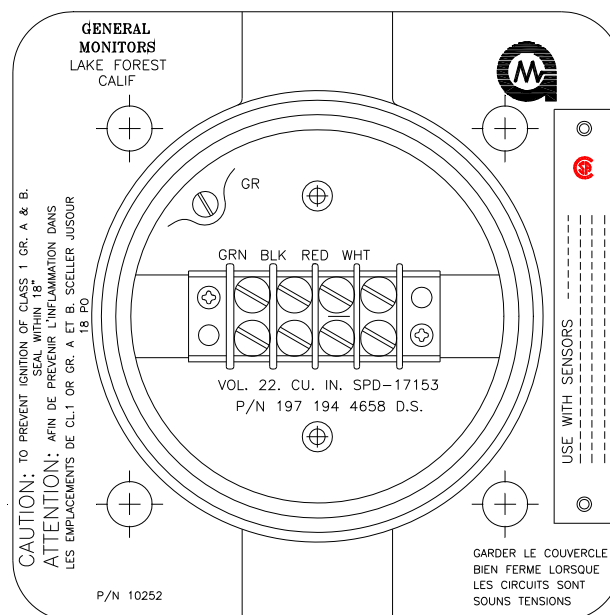 GENERAL
MONITORS
LAKE FOREST
CALIF
GR
GRN BLK RED WHT
VOL. 22. CU. IN. SPD-17153
P/N 197 194 4658 D.S.
CAUTION: TO PREVENT IGNITION OF CLASS 1 GR. A & B.
SEAL WITHIN 18"
ATTENTION: AFIN DE PREVENIR L'INFLAMMATION DANS
LES EMPLACEMENTS DE CL.1 OR GR. A ET B. SCELLER JUSOUR
18 PO
USE WITH SENSORS
P/N 10252
GARDER LE COUVERCLE
BIEN FERME LORSQUE
LES CIRCUITS SONT
SOUNS TENSIONS